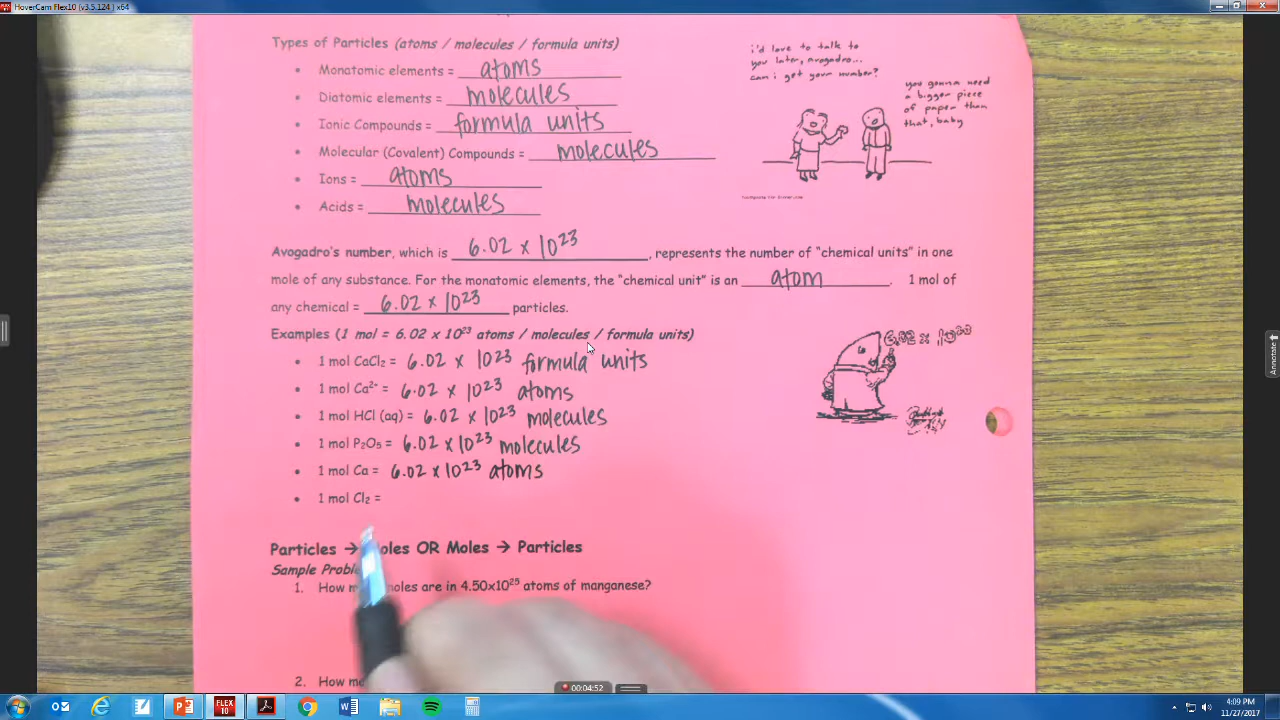 HoverCam Flex10 (v3.5.124 ) x64
Types of Particles (atoms / molecules / formula units)
• Monatomic elements = atoms
• Diatomic elements = molecules
• Ionic Compounds = formula units
• Molecular (Covalent) Compounds = molecules
• Ions = atoms
• Acids = molecules
i'd love to talk to
you later, avogadro...
can i get your number?
you gonna need
a bigger piece
of paper than
that, baby
Avogadro's number, which is 6.02 x 10²³, represents the number of “chemical units” in one
mole of any substance. For the monatomic elements, the “chemical unit” is an atom. 1 mol of
any chemical = 6.02 x 10²³ particles.
Examples (1 mol = 6.02 x 10²³ atoms / molecules / formula units)
• 1 mol CaCl₂ = 6.02 x 10²³ formula units
• 1 mol Ca²⁺ = 6.02 x 10²³ atoms
• 1 mol HCl (aq) = 6.02 x 10²³ molecules
• 1 mol P₂O₅ = 6.02 x 10²³ molecules
• 1 mol Ca = 6.02 x 10²³ atoms
• 1 mol Cl₂ =
Particles → Moles OR Moles → Particles
Sample Proble
1. How m oles are in 4.50x10²⁵ atoms of manganese?
2. How m
Annotate
00:04:52
FLEX
10
4:09 PM
11/27/2017